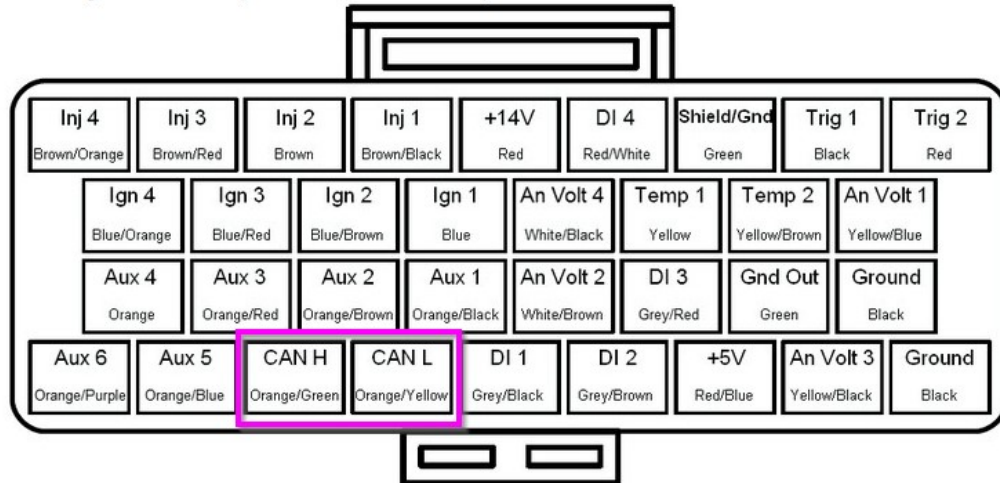 Inj 4 Inj 3 Inj 2 Inj 1 +14V DI 4 Shield/Gnd Trig 1 Trig 2
Brown/Orange Brown/Red Brown Brown/Black Red Red/White Green Black Red
Ign 4 Ign 3 Ign 2 Ign 1 An Volt 4 Temp 1 Temp 2 An Volt 1
Blue/Orange Blue/Red Blue/Brown Blue White/Black Yellow Yellow/Brown Yellow/Blue
Aux 4 Aux 3 Aux 2 Aux 1 An Volt 2 DI 3 Gnd Out Ground
Orange Orange/Red Orange/Brown Orange/Black White/Brown Grey/Red Green Black
Aux 6 Aux 5 CAN H CAN L DI 1 DI 2 +5V An Volt 3 Ground
Orange/Purple Orange/Blue Orange/Green Orange/Yellow Grey/Black Grey/Brown Red/Blue Yellow/Black Black